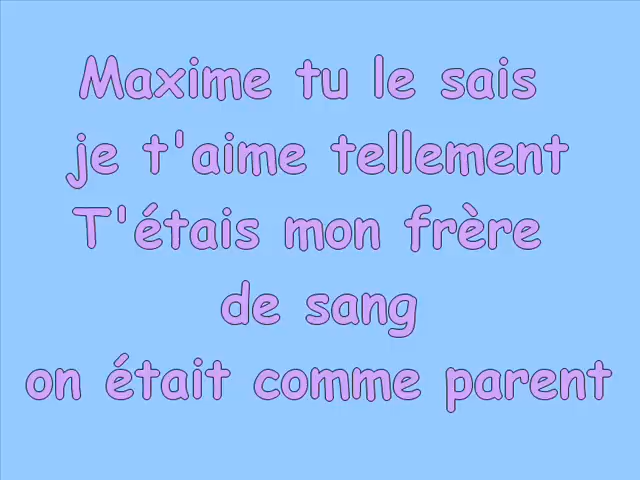 Maxime tu le sais
je t'aime tellement
T'étais mon frère
de sang
on était comme parent